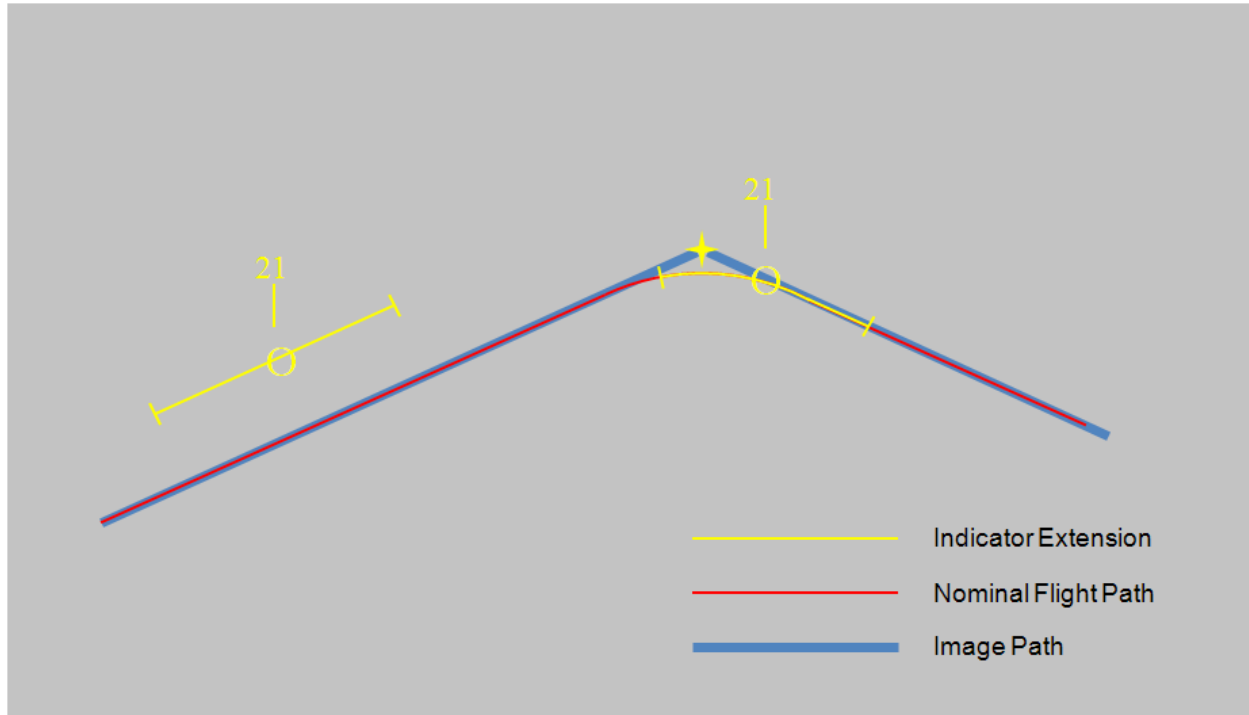 21
21
Indicator Extension
Nominal Flight Path
Image Path